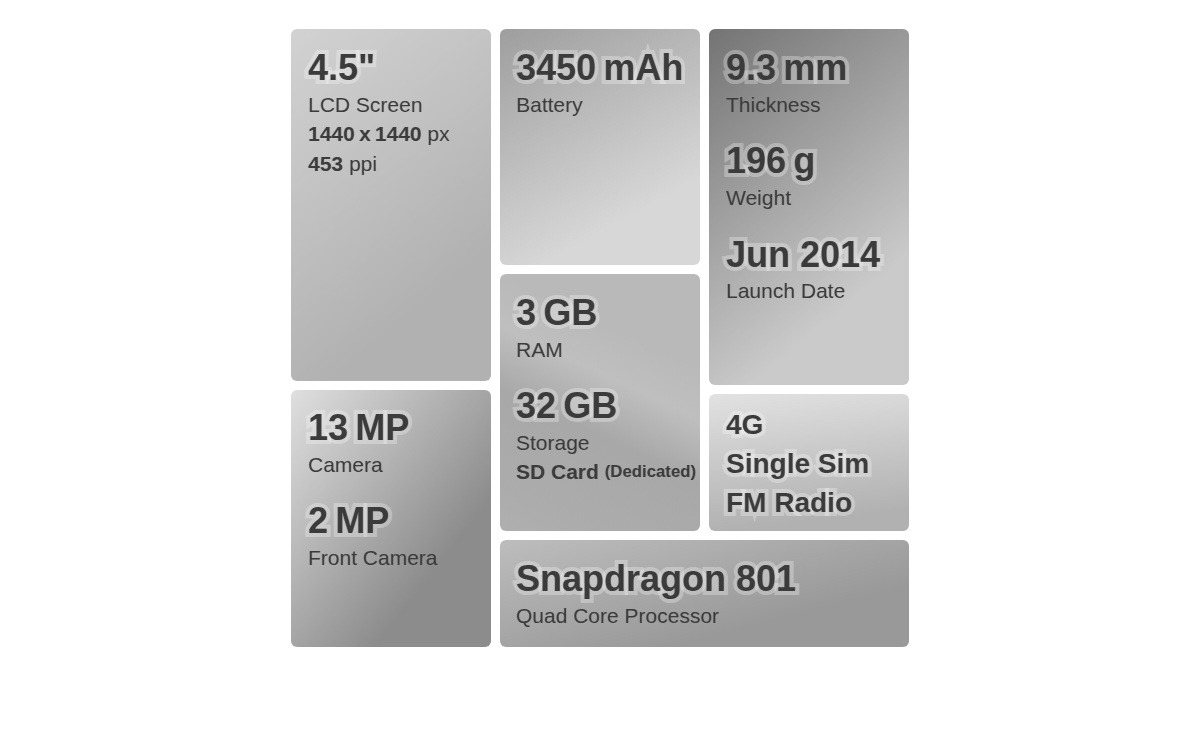 4.5"
LCD Screen
1440 x 1440 px
453 ppi
3450 mAh
Battery
9.3 mm
Thickness
196 g
Weight
Jun 2014
Launch Date
3 GB
RAM
32 GB
Storage
SD Card (Dedicated)
13 MP
Camera
2 MP
Front Camera
4G
Single Sim
FM Radio
Snapdragon 801
Quad Core Processor